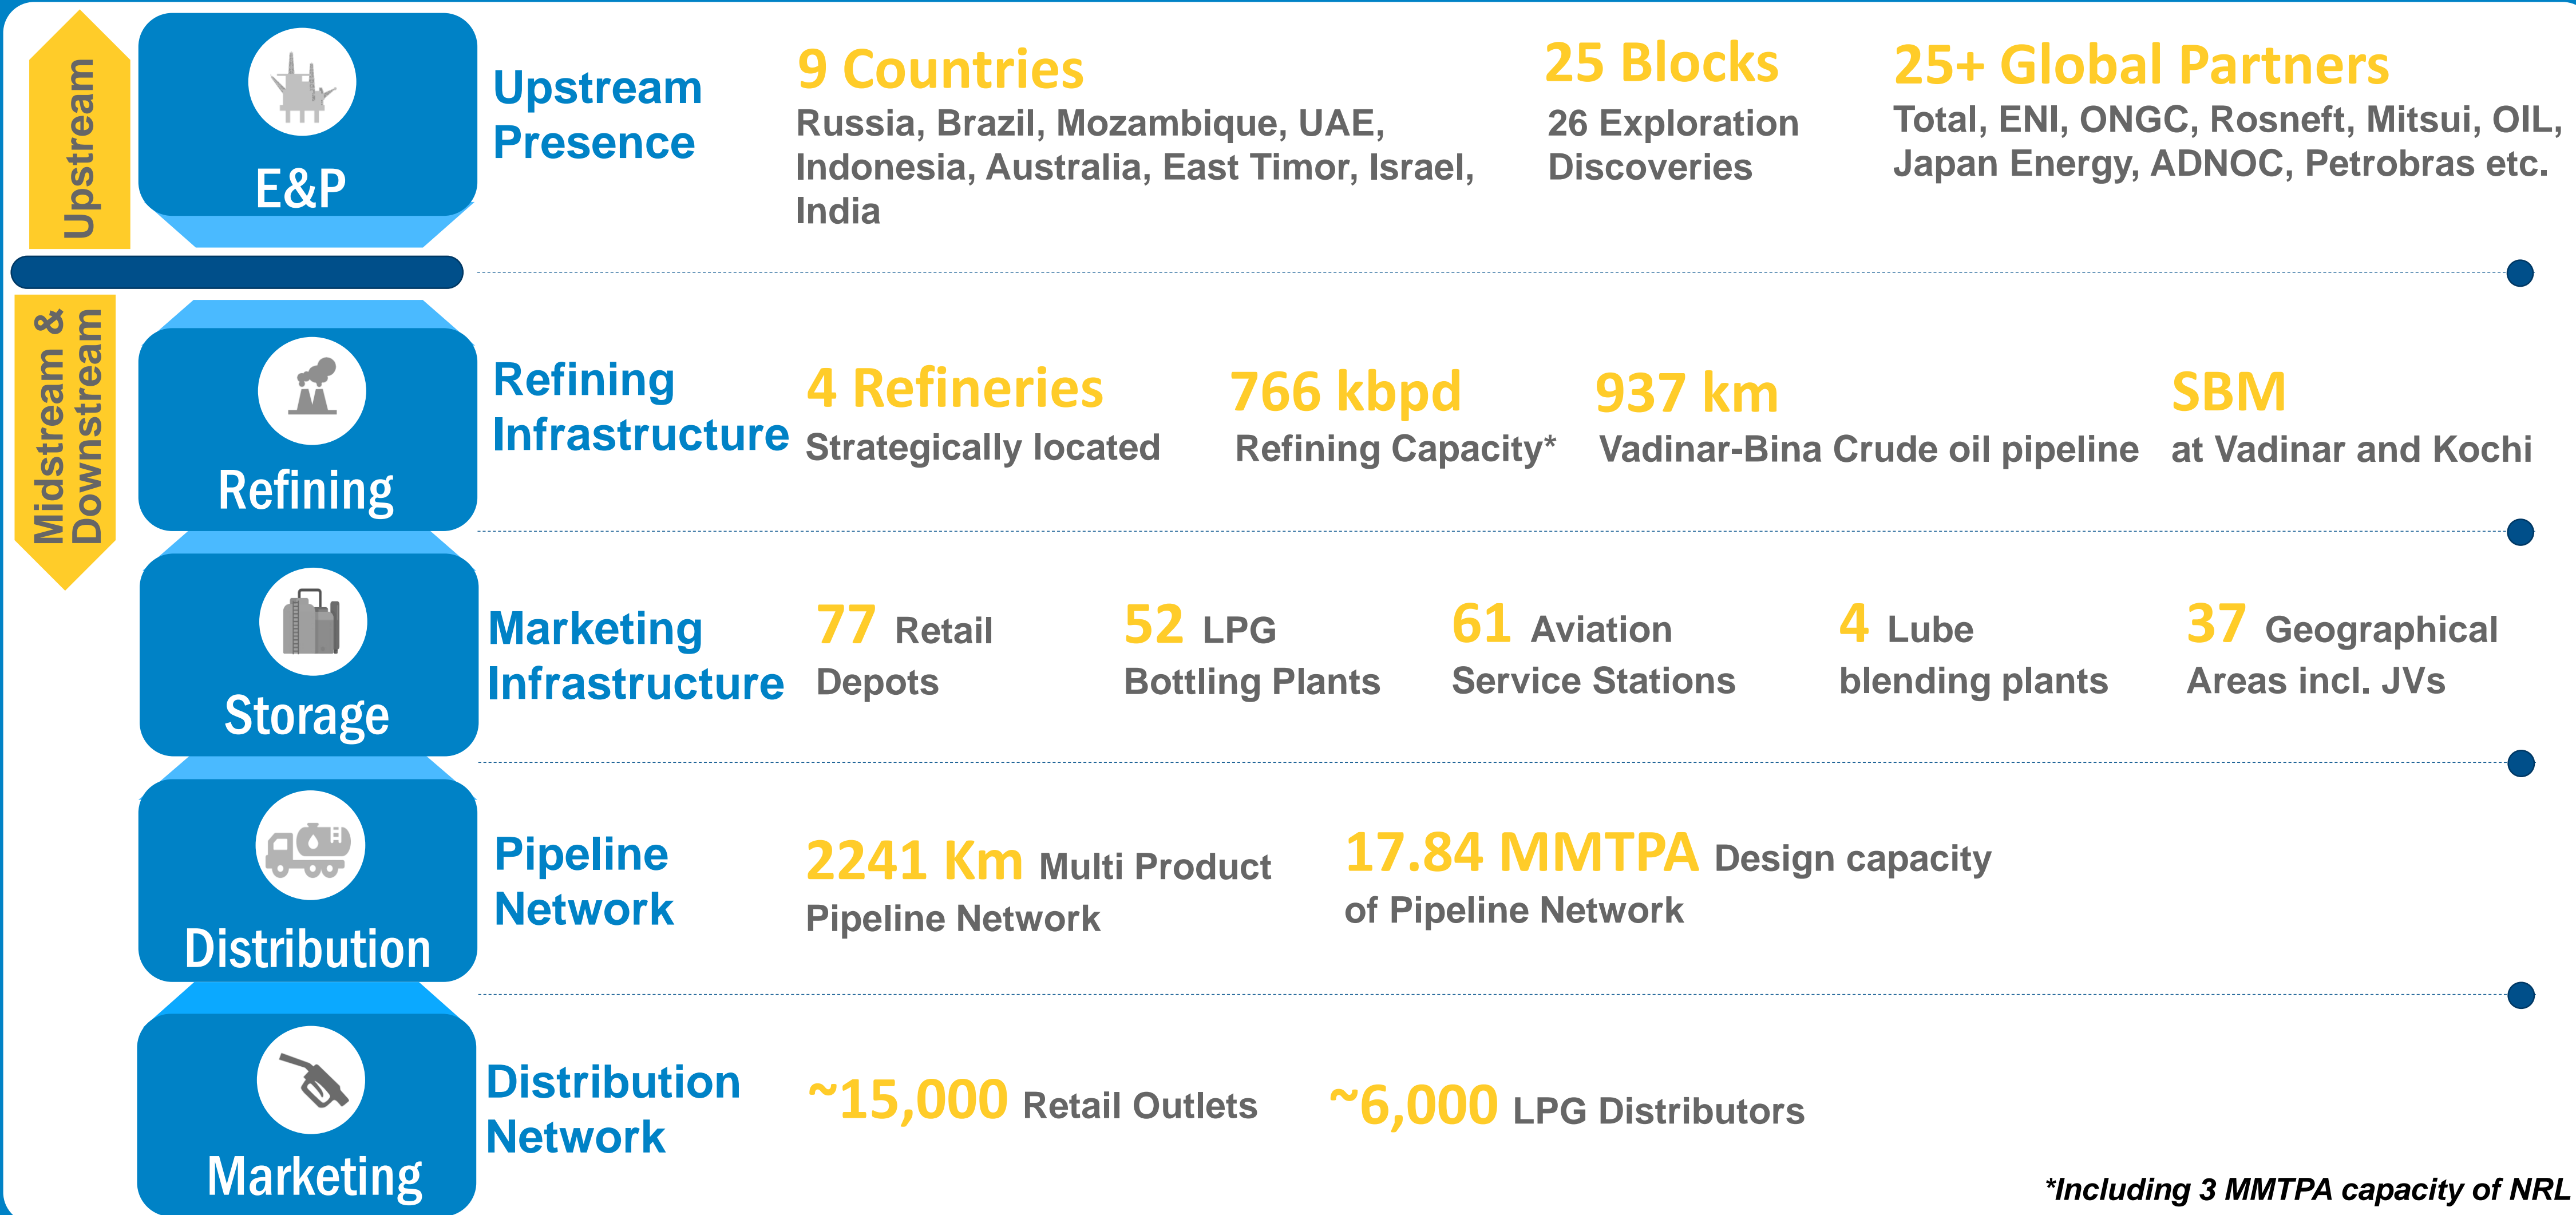 Upstream
E&P
Upstream
Presence
9 Countries
Russia, Brazil, Mozambique, UAE,
Indonesia, Australia, East Timor, Israel,
India
25 Blocks
26 Exploration
Discoveries
25+ Global Partners
Total, ENI, ONGC, Rosneft, Mitsui, OIL,
Japan Energy, ADNOC, Petrobras etc.
Midstream &
Downstream
Refining
Refining
Infrastructure
4 Refineries
Strategically located
766 kbpd
Refining Capacity*
937 km
Vadinar-Bina Crude oil pipeline
SBM
at Vadinar and Kochi
Storage
Marketing
Infrastructure
77 Retail
Depots
52 LPG
Bottling Plants
61 Aviation
Service Stations
4 Lube
blending plants
37 Geographical
Areas incl. JVs
Distribution
Pipeline
Network
2241 Km Multi Product
Pipeline Network
17.84 MMTPA Design capacity
of Pipeline Network
Marketing
Distribution
Network
~15,000 Retail Outlets
~6,000 LPG Distributors
*Including 3 MMTPA capacity of NRL